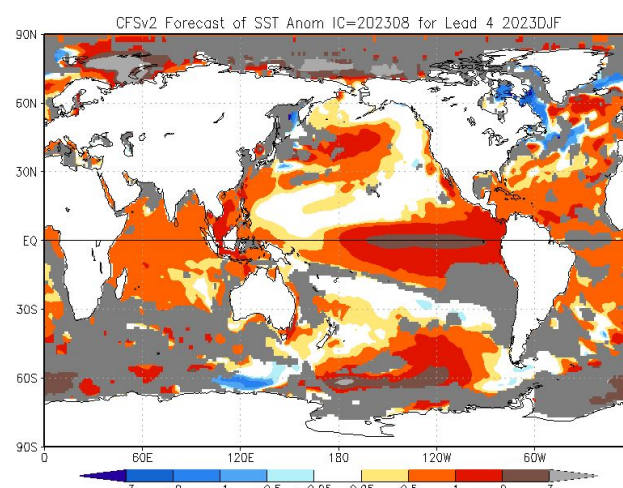 CFSv2 Forecast of SST Anom IC=202308 for Lead 4 2023DJF
90N
60N
30N
EQ
30S
60S
90S
0 60E 120E 180 120W 60W